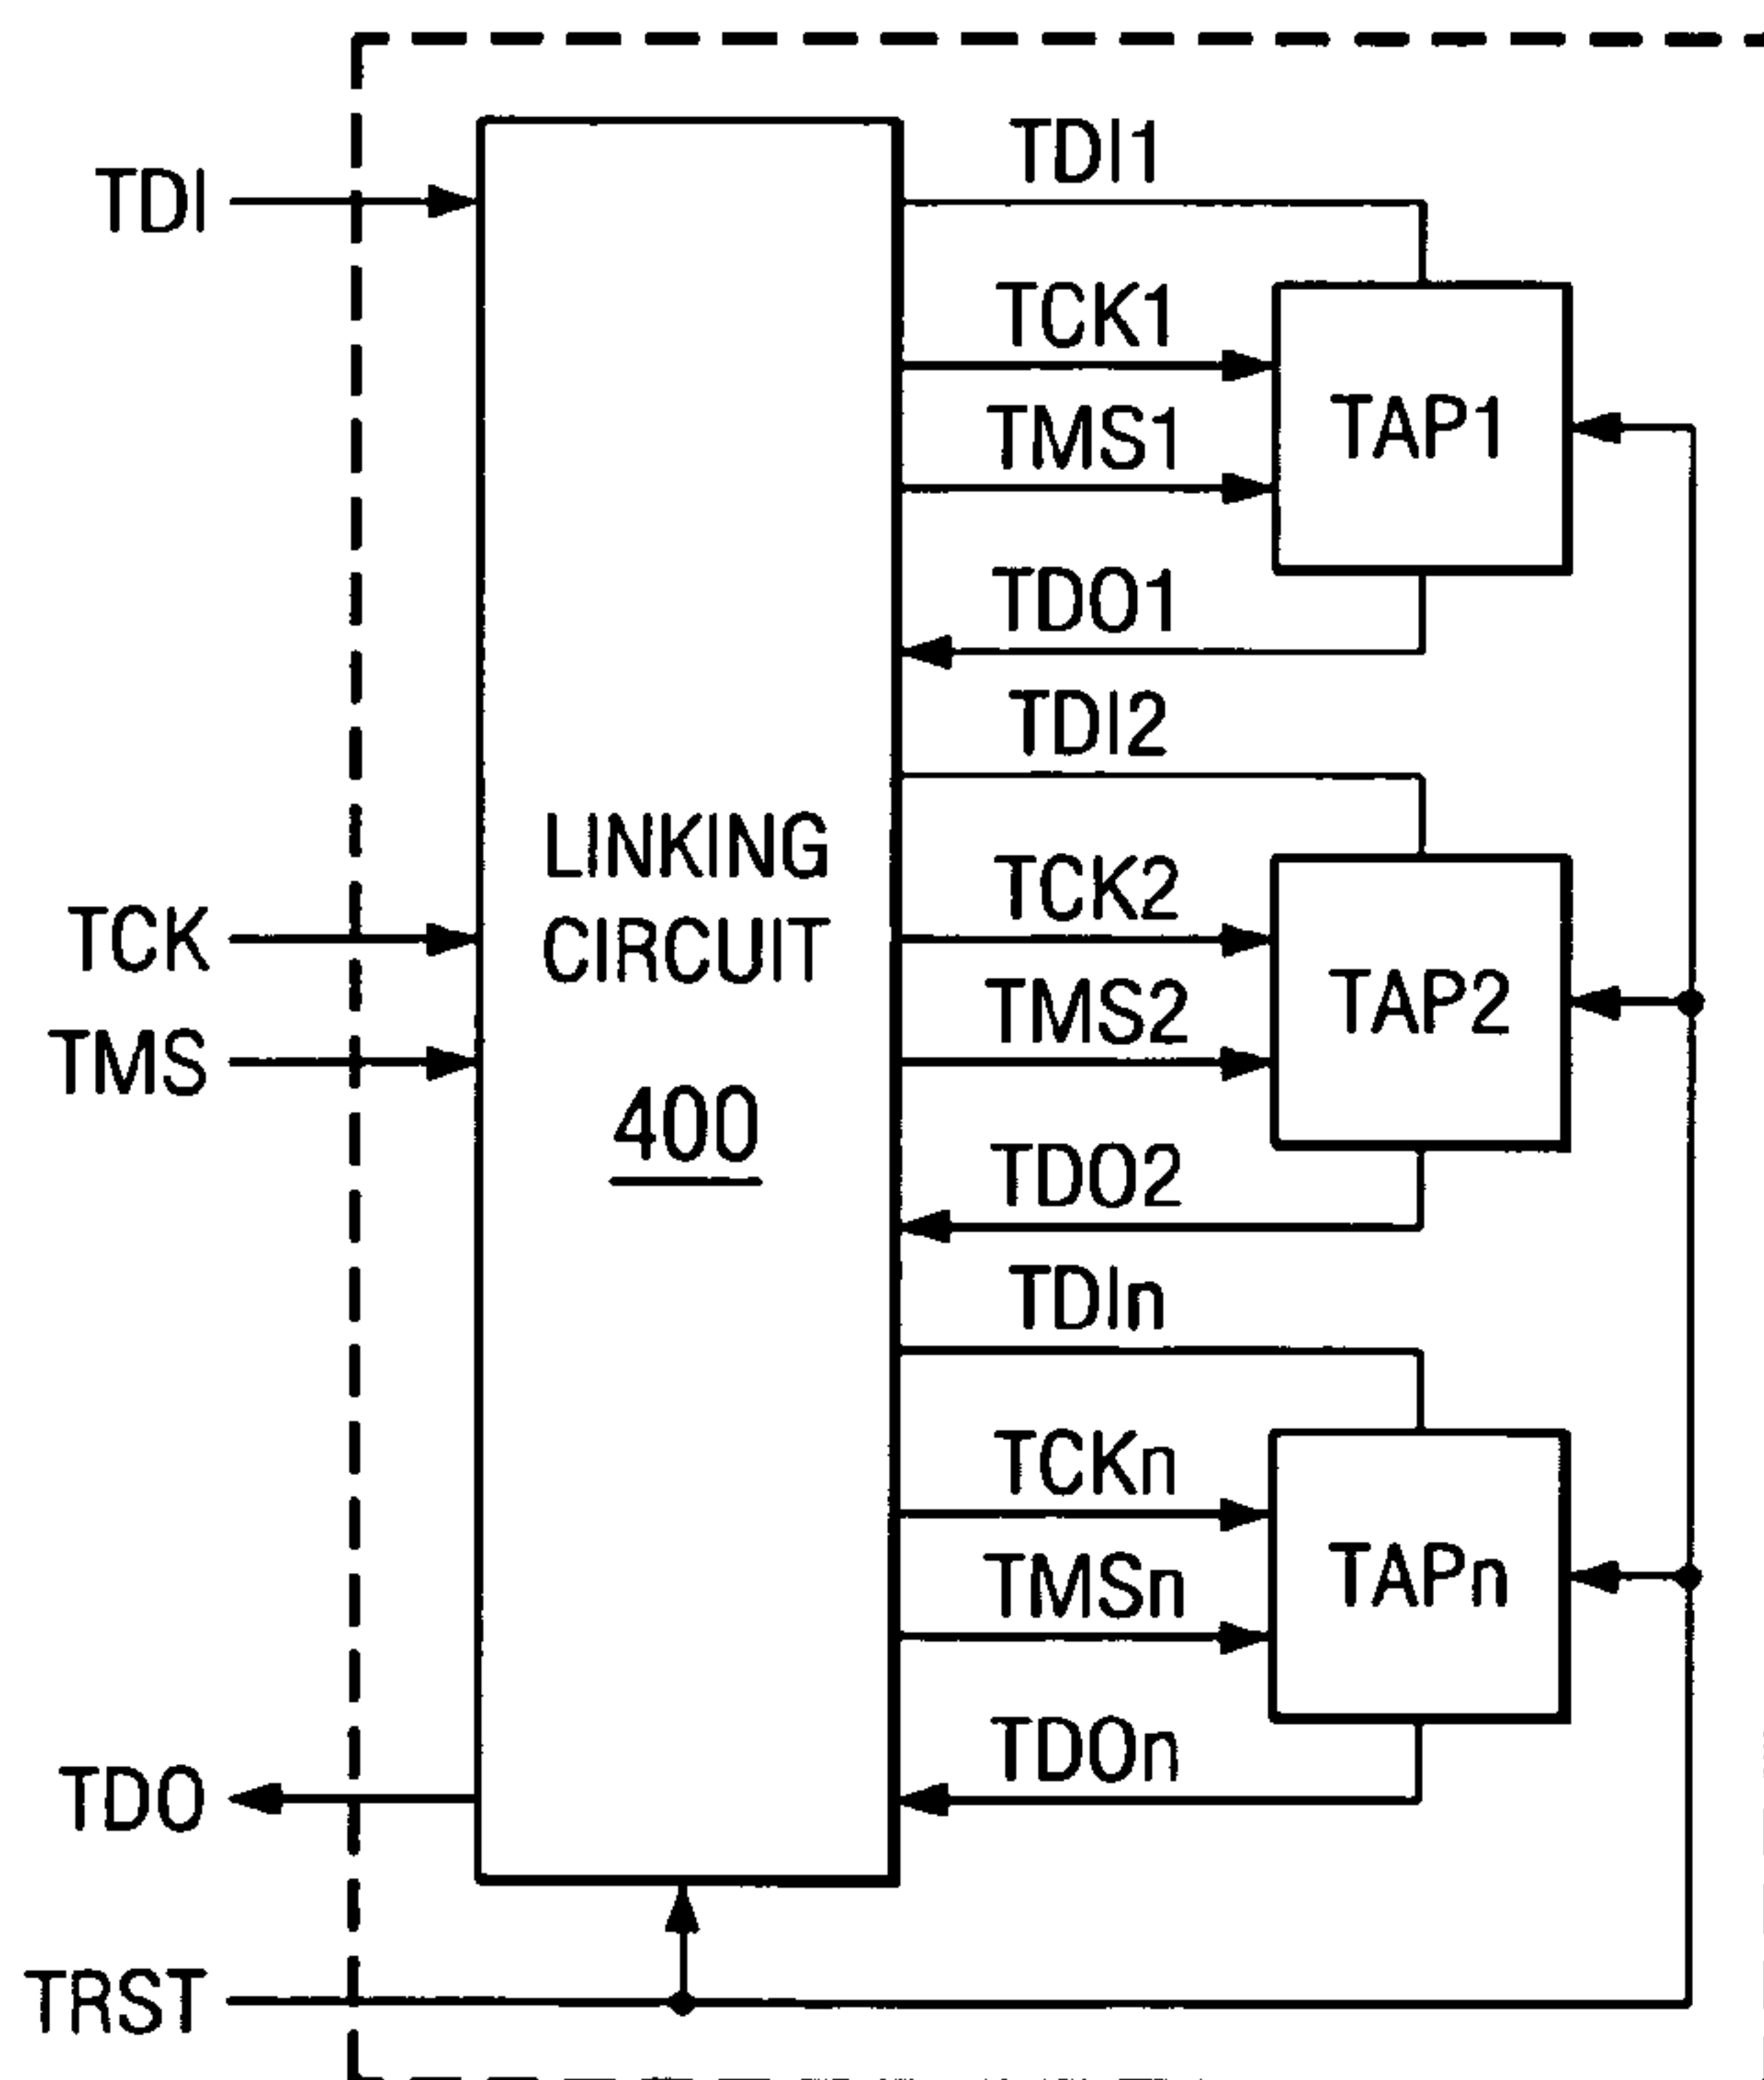 TDI
TCK
TMS
TDO
TRST
LINKING
CIRCUIT
400
TDI1
TCK1
TMS1
TDO1
TAP1
TDI2
TCK2
TMS2
TDO2
TAP2
TDIn
TCKn
TMSn
TDOn
TAPn